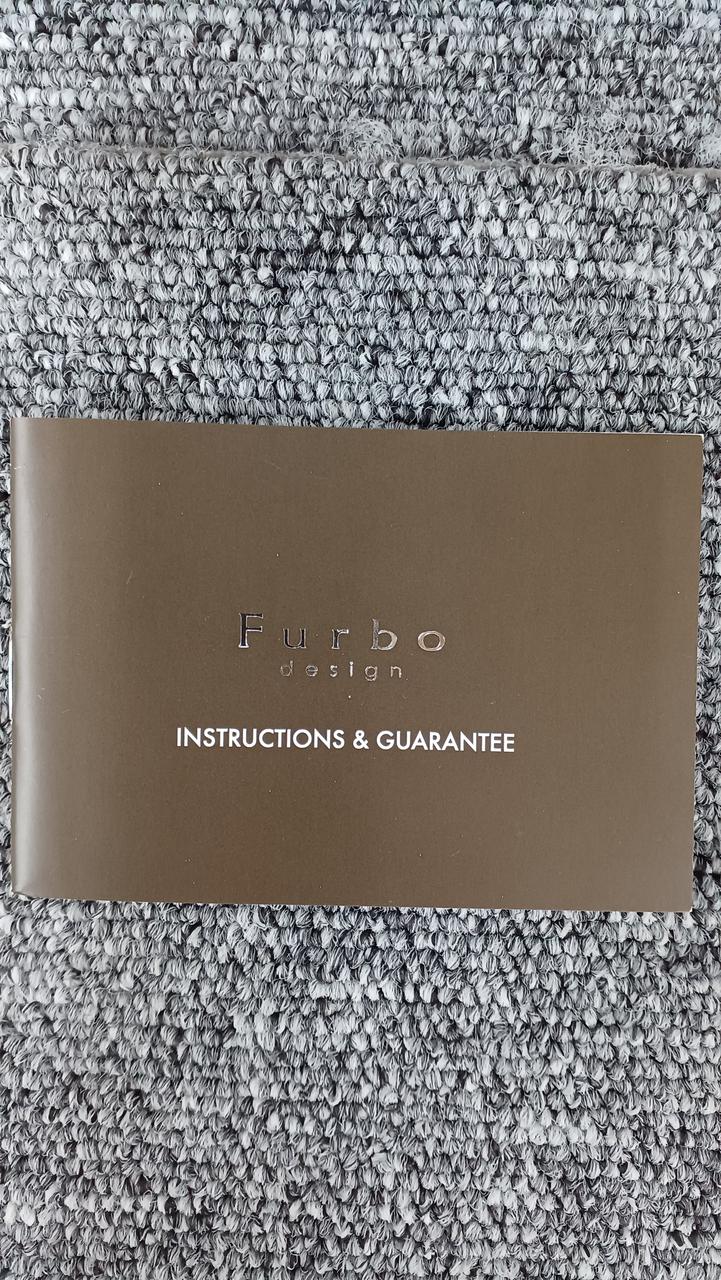 Furbo
design
INSTRUCTIONS & GUARANTEE